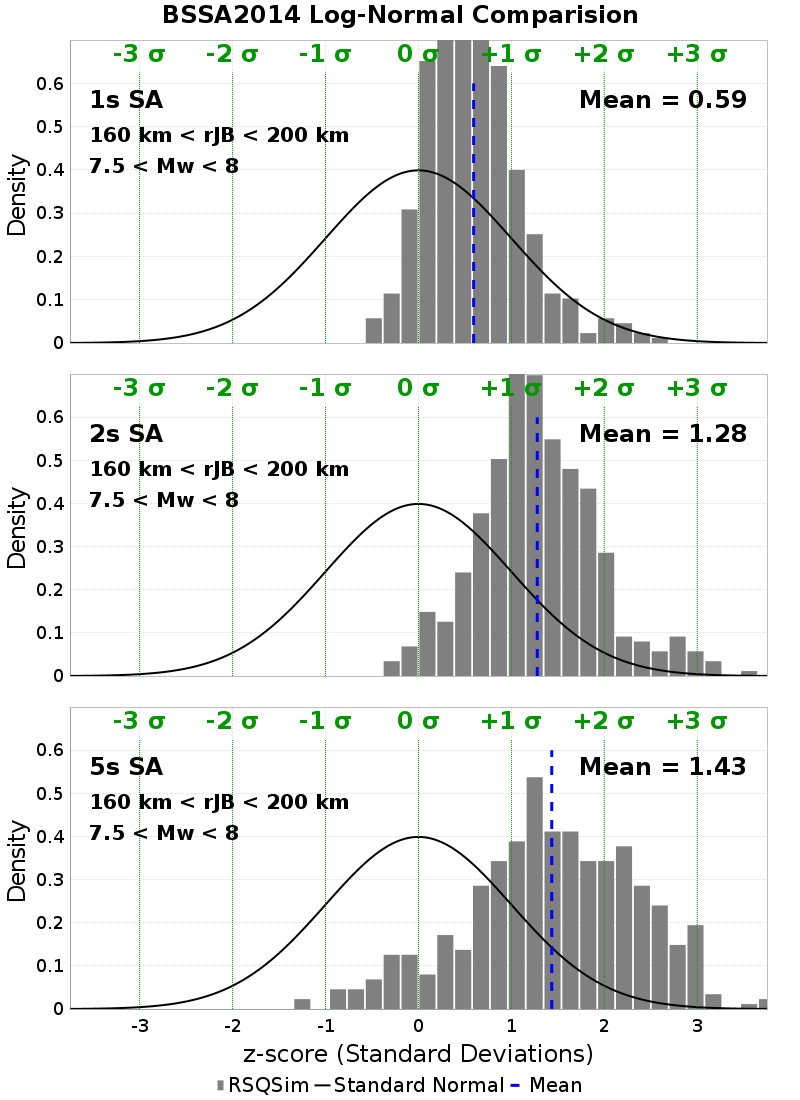 BSSA2014 Log-Normal Comparision
-3 σ -2 σ -1 σ 0 σ +1 σ +2 σ +3 σ
1s SA Mean = 0.59
160 km < rJB < 200 km
7.5 < Mw < 8
0.6
0.5
0.4
0.3
0.2
0.1
0
Density
-3 σ -2 σ -1 σ 0 σ +1 σ +2 σ +3 σ
2s SA Mean = 1.28
160 km < rJB < 200 km
7.5 < Mw < 8
0.6
0.5
0.4
0.3
0.2
0.1
0
Density
-3 σ -2 σ -1 σ 0 σ +1 σ +2 σ +3 σ
5s SA Mean = 1.43
160 km < rJB < 200 km
7.5 < Mw < 8
0.6
0.5
0.4
0.3
0.2
0.1
0
Density
-3 -2 -1 0 1 2 3
z-score (Standard Deviations)
RSQSim Standard Normal Mean